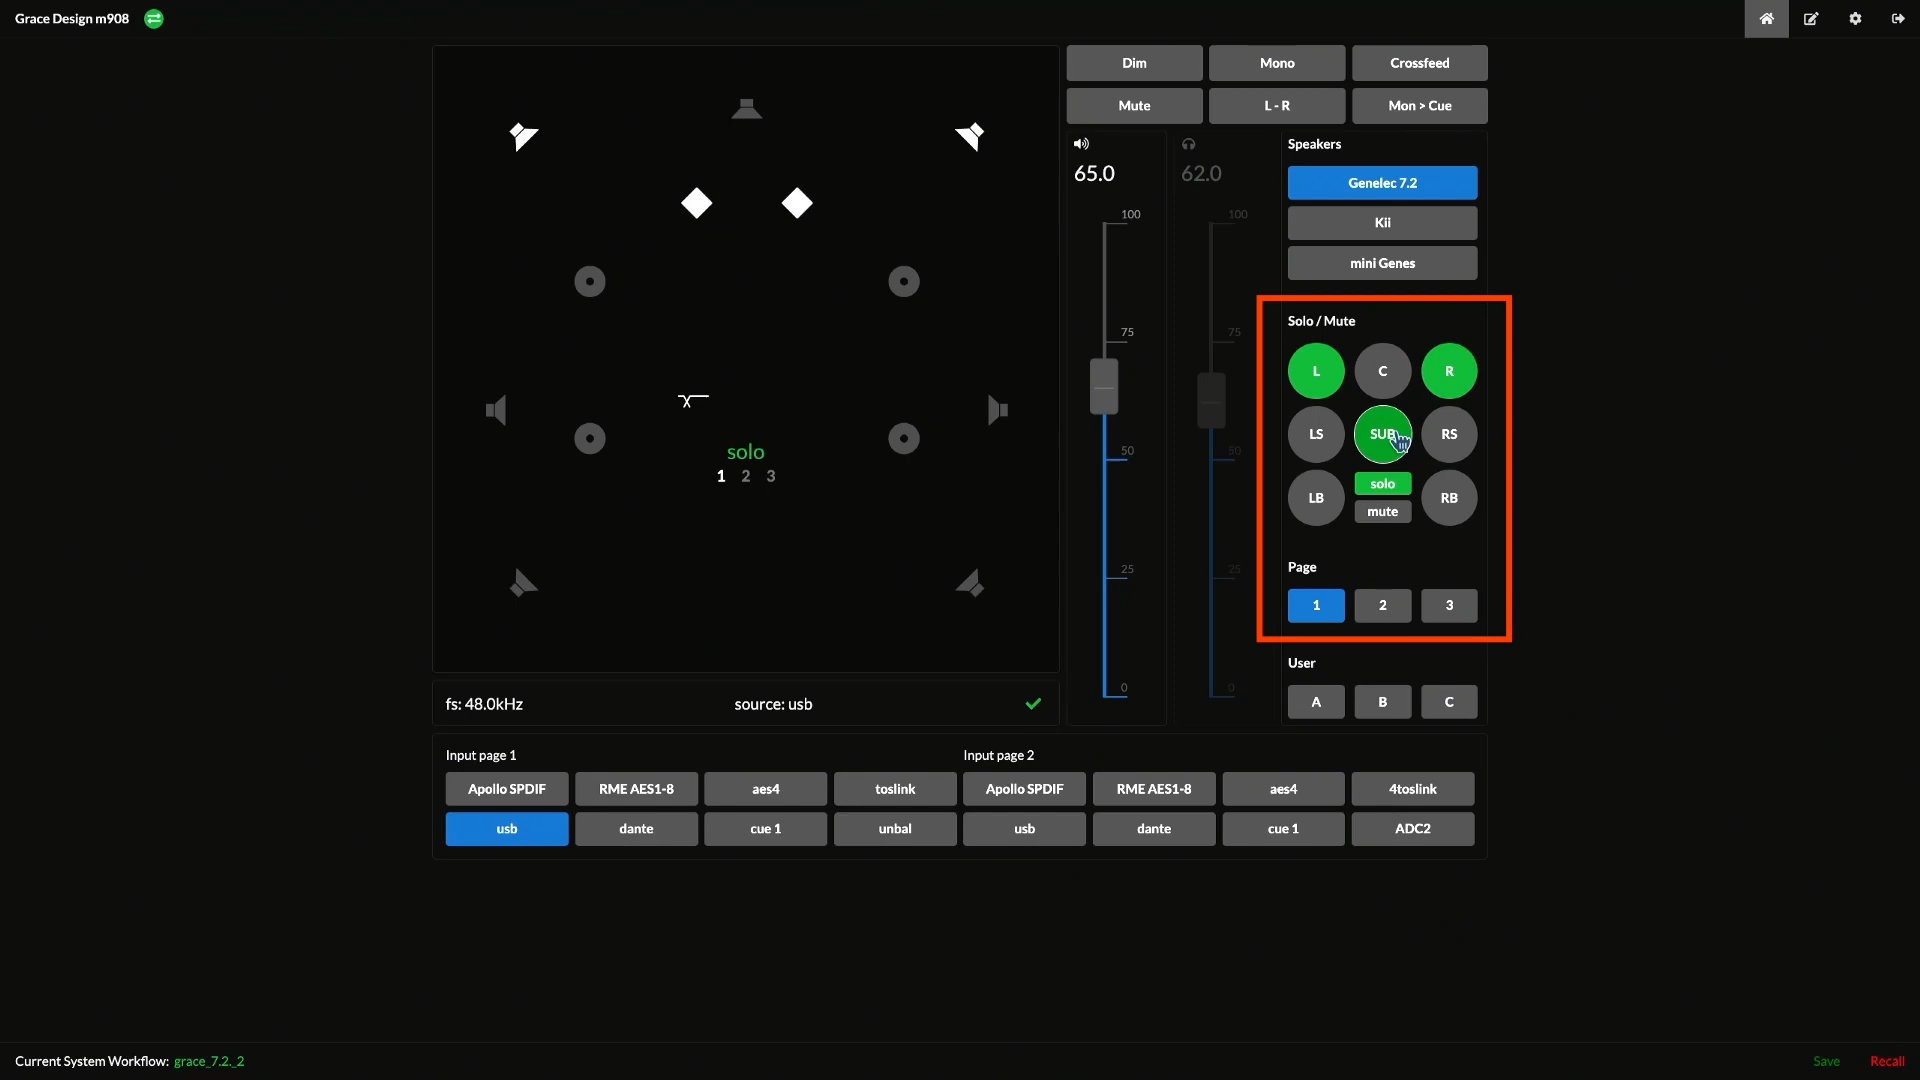 Grace Design m908
Dim Mono Crossfeed
Mute L - R Mon > Cue
65.0 62.0
100 100
75 75
50 50
25 25
0 0
Speakers
Genelec 7.2
Kii
mini Genes
Solo / Mute
L C R
LS SUB RS
LB solo RB
mute
Page
1 2 3
User
A B C
solo
1 2 3
fs: 48.0kHz source: usb
Input page 1 Input page 2
Apollo SPDIF RME AES1-8 aes4 toslink Apollo SPDIF RME AES1-8 aes4 4toslink
usb dante cue 1 unbal usb dante cue 1 ADC2
Current System Workflow: grace_7.2._2 Save Recall